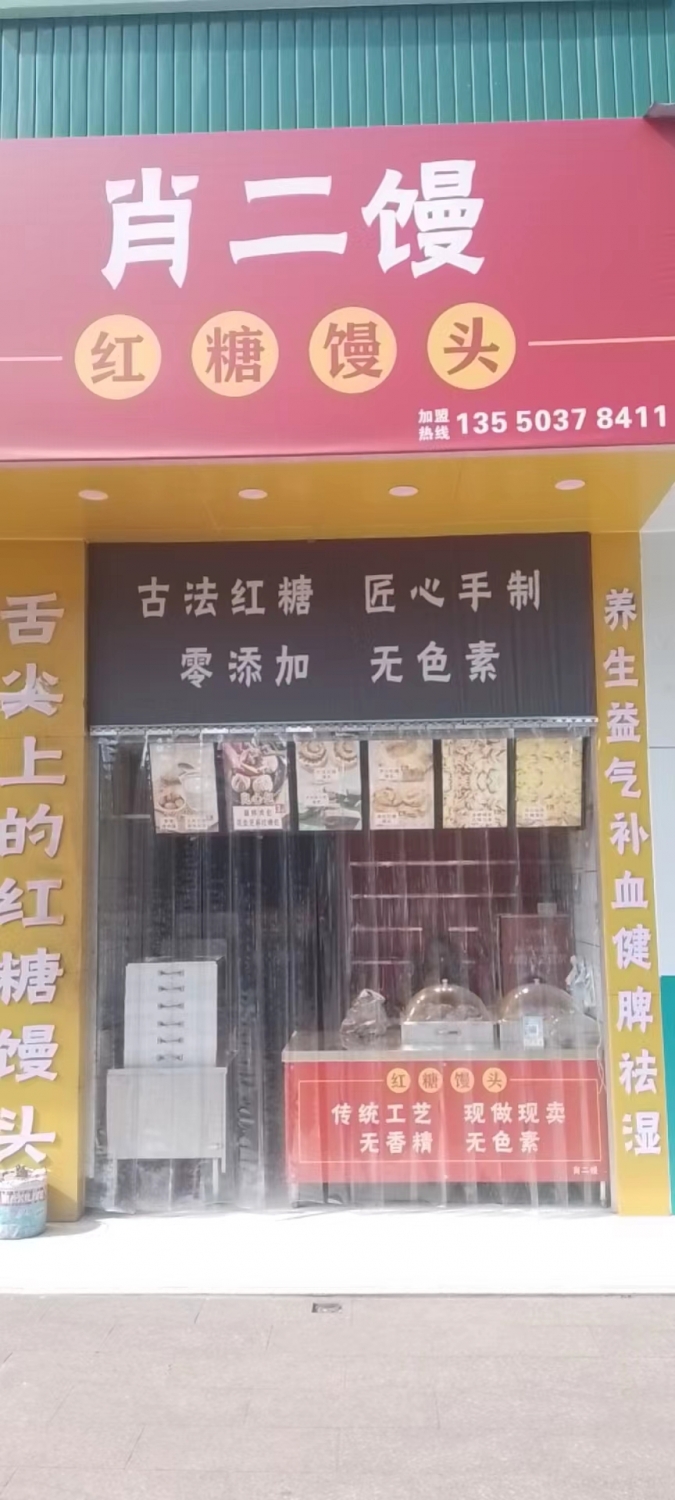 肖二馒
红糖馒头
加盟
热线
135 5037 8411
古法红糖 匠心手制
零添加 无色素
舌尖上的红糖馒头
养生益气补血健脾祛湿
红糖馒头
传统工艺 现做现卖
无香精 无色素
肖二馒